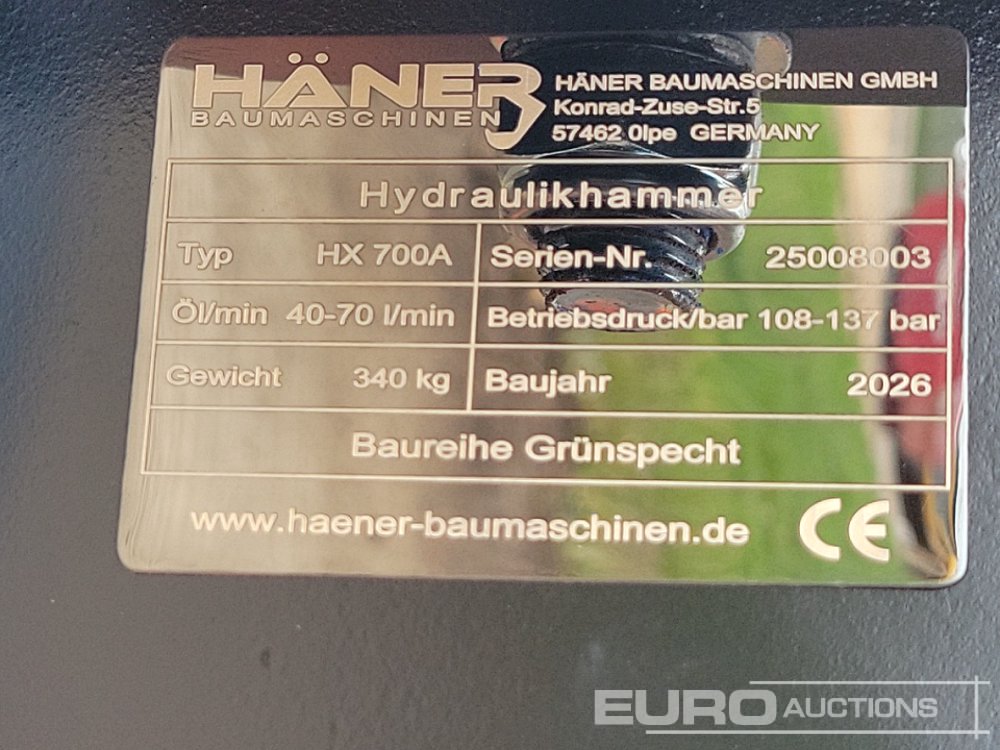 HÄNER
BAUMASCHINEN
HÄNER BAUMASCHINEN GMBH
Konrad-Zuse-Str.5
57462 Olpe GERMANY
Hydraulikhammer
Typ HX 700A Serien-Nr. 25008003
Öl/min 40-70 l/min Betriebsdruck/bar 108-137 bar
Gewicht 340 kg Baujahr 2026
Baureihe Grünspecht
www.haener-baumaschinen.de CE
EURO AUCTIONS